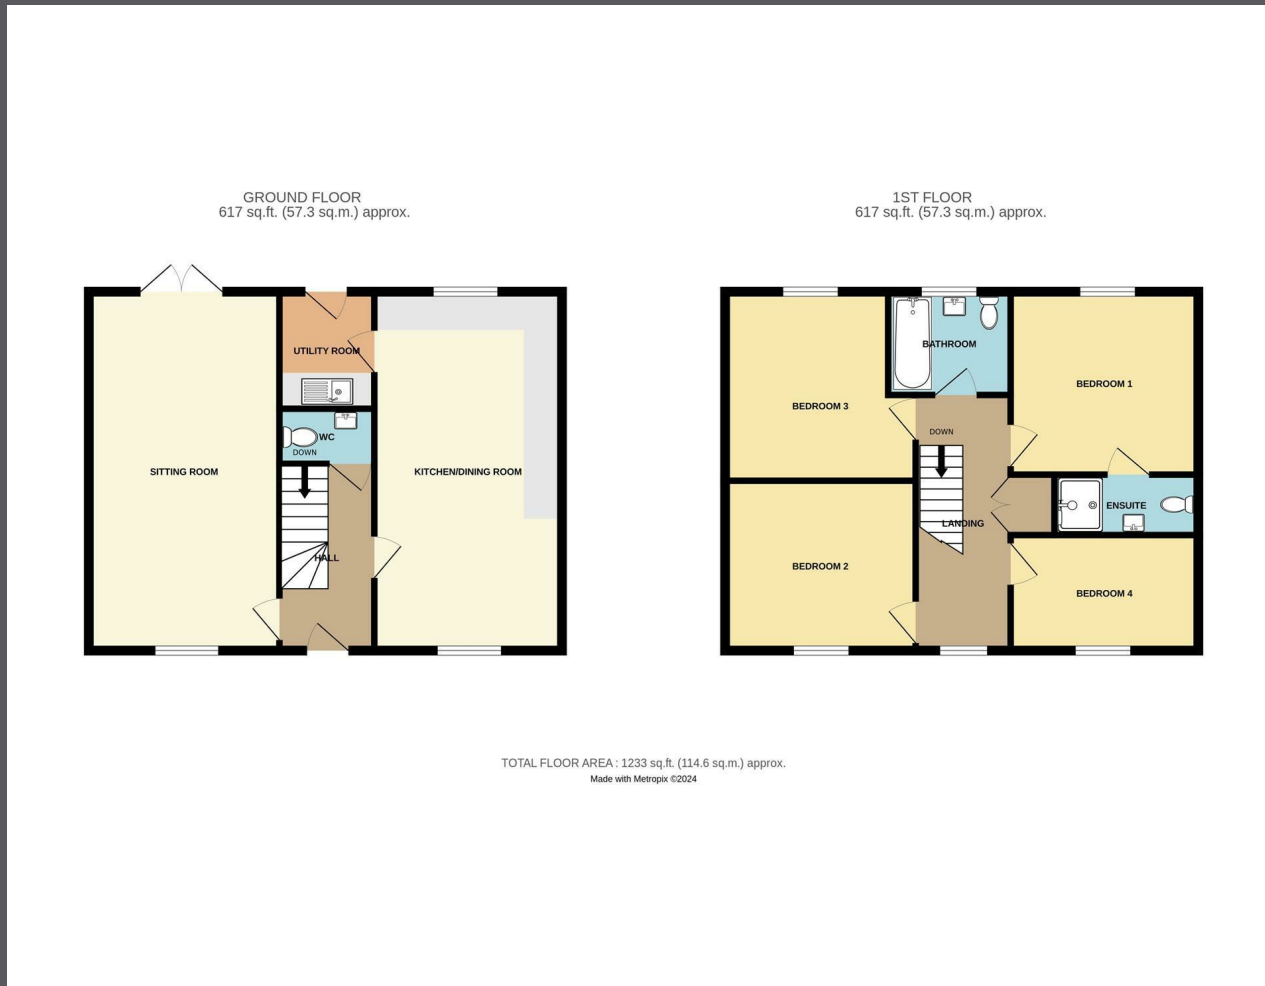 GROUND FLOOR
617 sq.ft. (57.3 sq.m.) approx.
UTILITY ROOM
WC
DOWN
SITTING ROOM
KITCHEN/DINING ROOM
HALL
1ST FLOOR
617 sq.ft. (57.3 sq.m.) approx.
BATHROOM
BEDROOM 1
BEDROOM 3
DOWN
ENSUITE
LANDING
BEDROOM 2
BEDROOM 4
TOTAL FLOOR AREA : 1233 sq.ft. (114.6 sq.m.) approx.
Made with Metropix ©2024